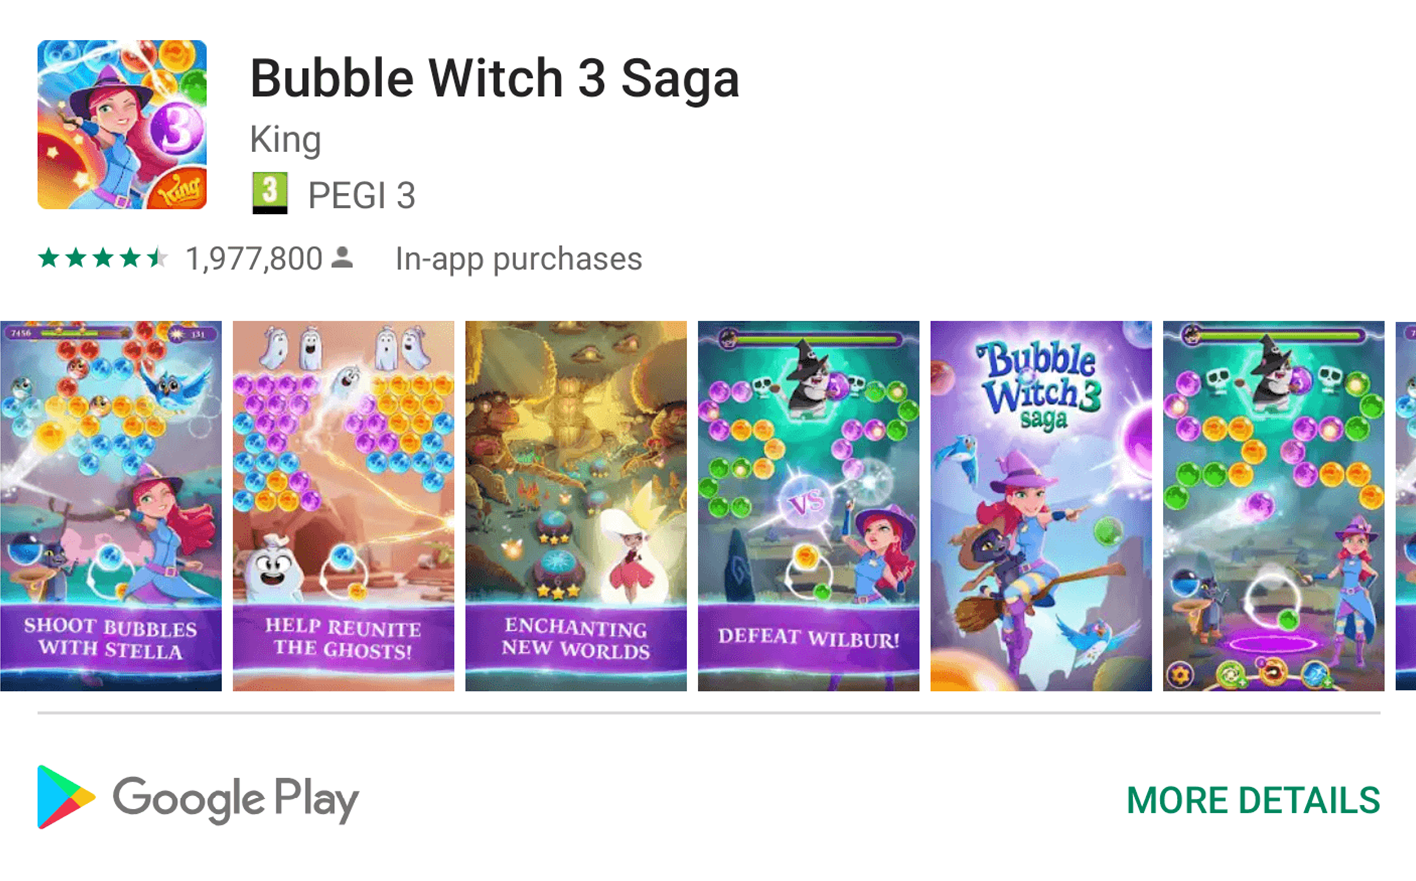 Bubble Witch 3 Saga
King
3 PEGI 3
1,977,800 In-app purchases
3
King
7456
131
SHOOT BUBBLES
WITH STELLA
HELP REUNITE
THE GHOSTS!
ENCHANTING
NEW WORLDS
VS
DEFEAT WILBUR!
Bubble
Witch 3
saga
Google Play
MORE DETAILS